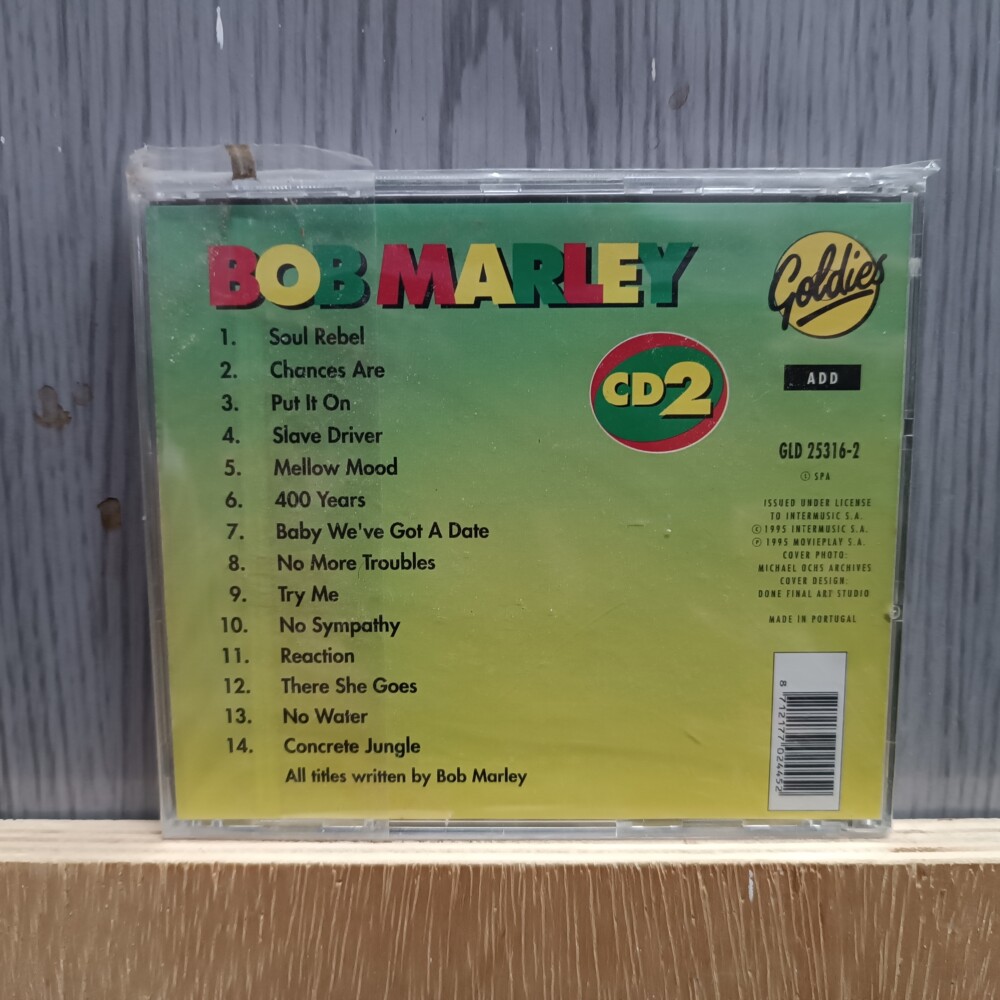 BOB MARLEY
1. Soul Rebel
2. Chances Are
3. Put It On
4. Slave Driver
5. Mellow Mood
6. 400 Years
7. Baby We've Got A Date
8. No More Troubles
9. Try Me
10. No Sympathy
11. Reaction
12. There She Goes
13. No Water
14. Concrete Jungle
All titles written by Bob Marley
CD2
Goldies
ADD
GLD 25316-2
Ⓛ SPA
ISSUED UNDER LICENSE
TO INTERMUSIC S.A.
© 1995 INTERMUSIC S.A.
℗ 1995 MOVIEPLAY S.A.
COVER PHOTO:
MICHAEL OCHS ARCHIVES
COVER DESIGN:
DONE FINAL ART STUDIO
MADE IN PORTUGAL
8 712177 024452